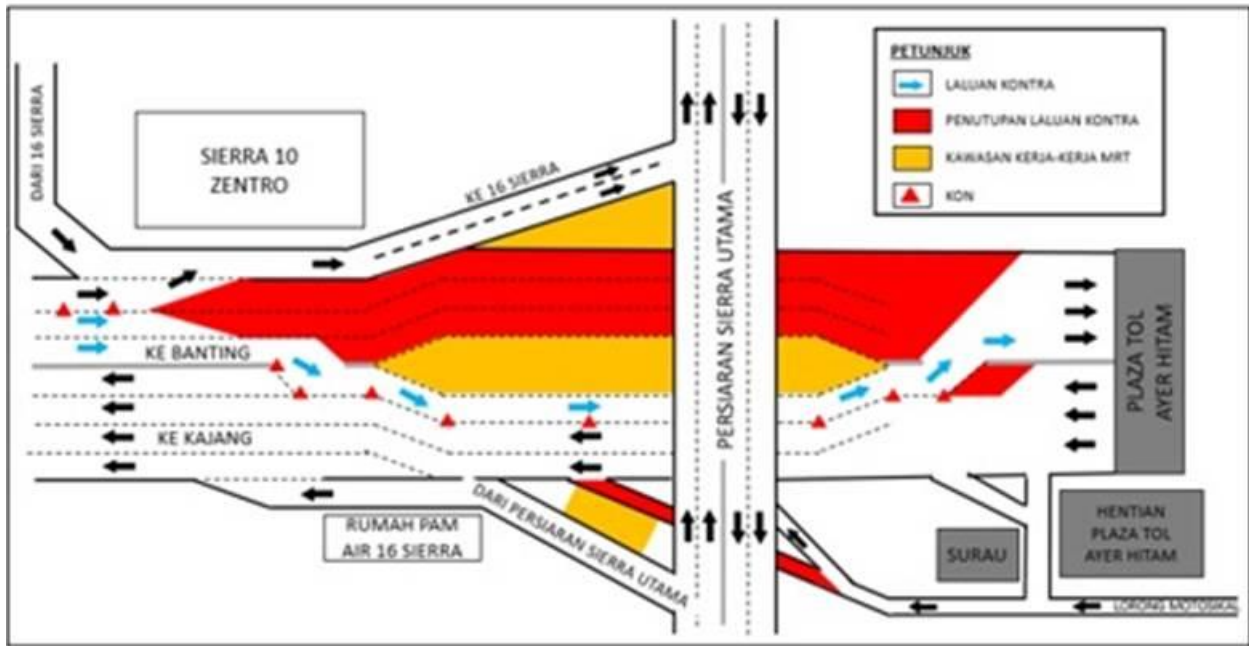 DARI 16 SIERRA
SIERRA 10
ZENTRO
KE 16 SIERRA
PERSIARAN SIERRA UTAMA
PETUNJUK
LALUAN KONTRA
PENUTUPAN LALUAN KONTRA
KAWASAN KERJA-KERJA MRT
KON
KE BANTING
KE KAJANG
PLAZA TOL
AYER HITAM
DARI PERSIARAN SIERRA UTAMA
RUMAH PAM
AIR 16 SIERRA
SURAU
HENTIAN
PLAZA TOL
AYER HITAM
LORONG MOTOSIKAL